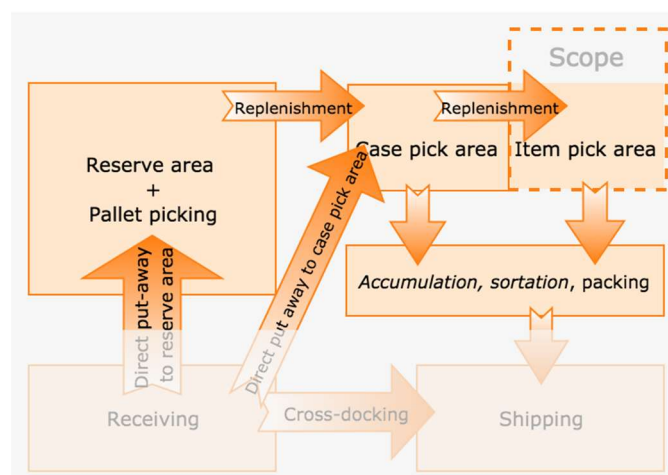 Scope
Replenishment
Replenishment
Reserve area
+
Pallet picking
Case pick area
Item pick area
Direct put-away
to reserve area
Direct put away to case pick area
Accumulation, sortation, packing
Receiving
Cross-docking
Shipping